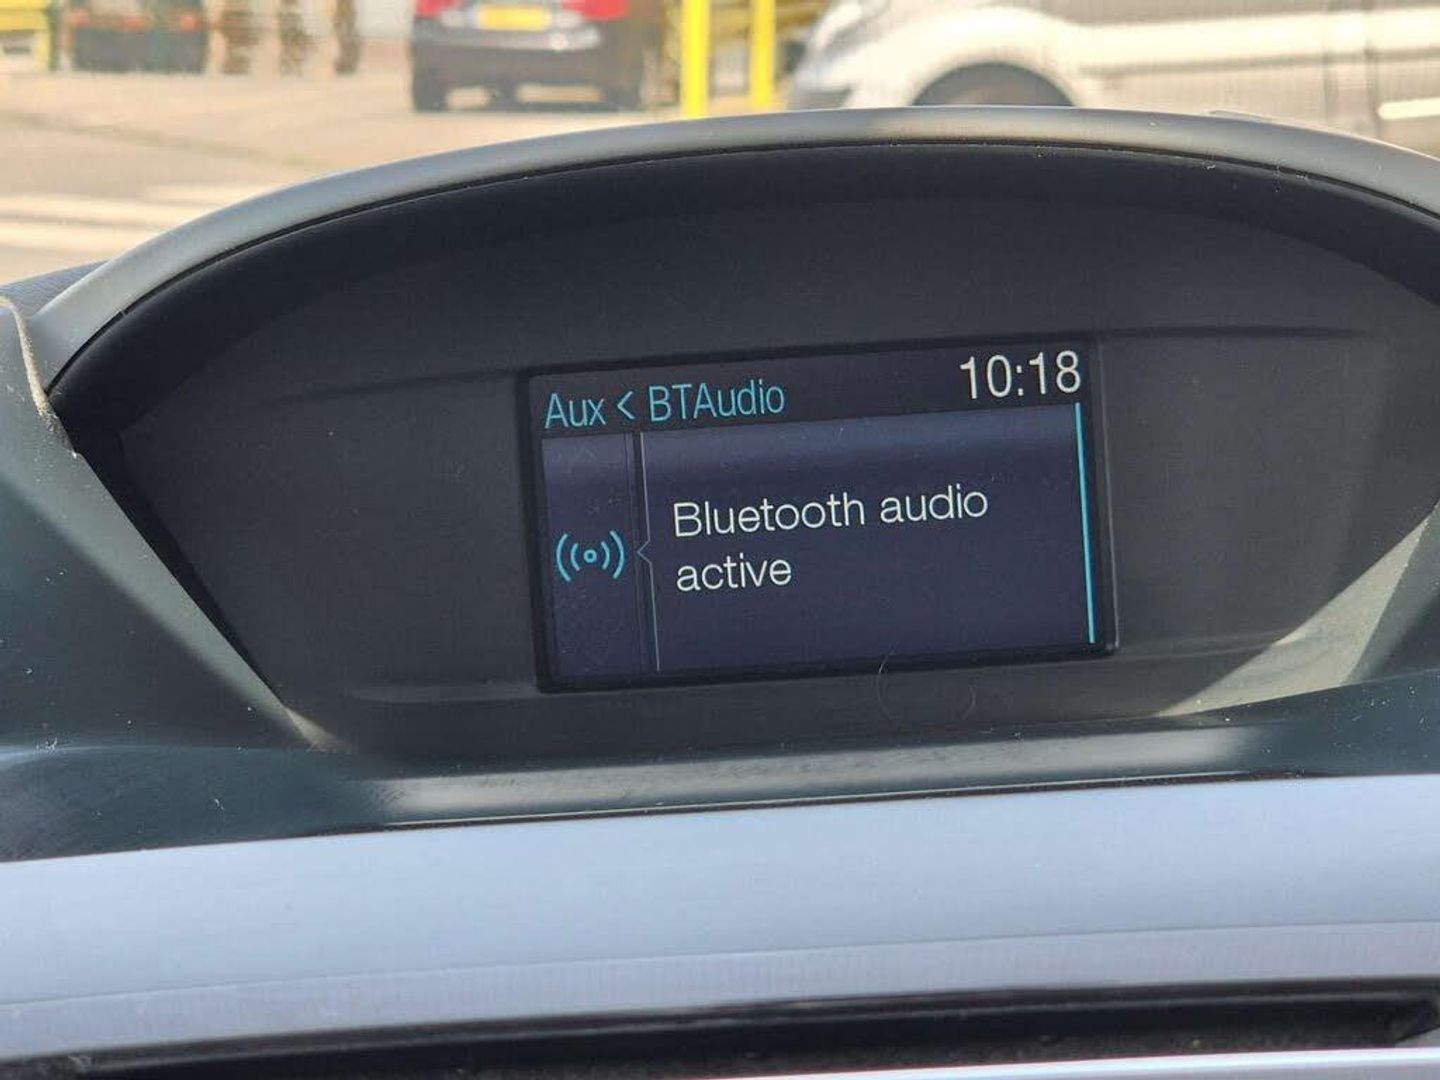 Aux < BTAudio 10:18
Bluetooth audio
active